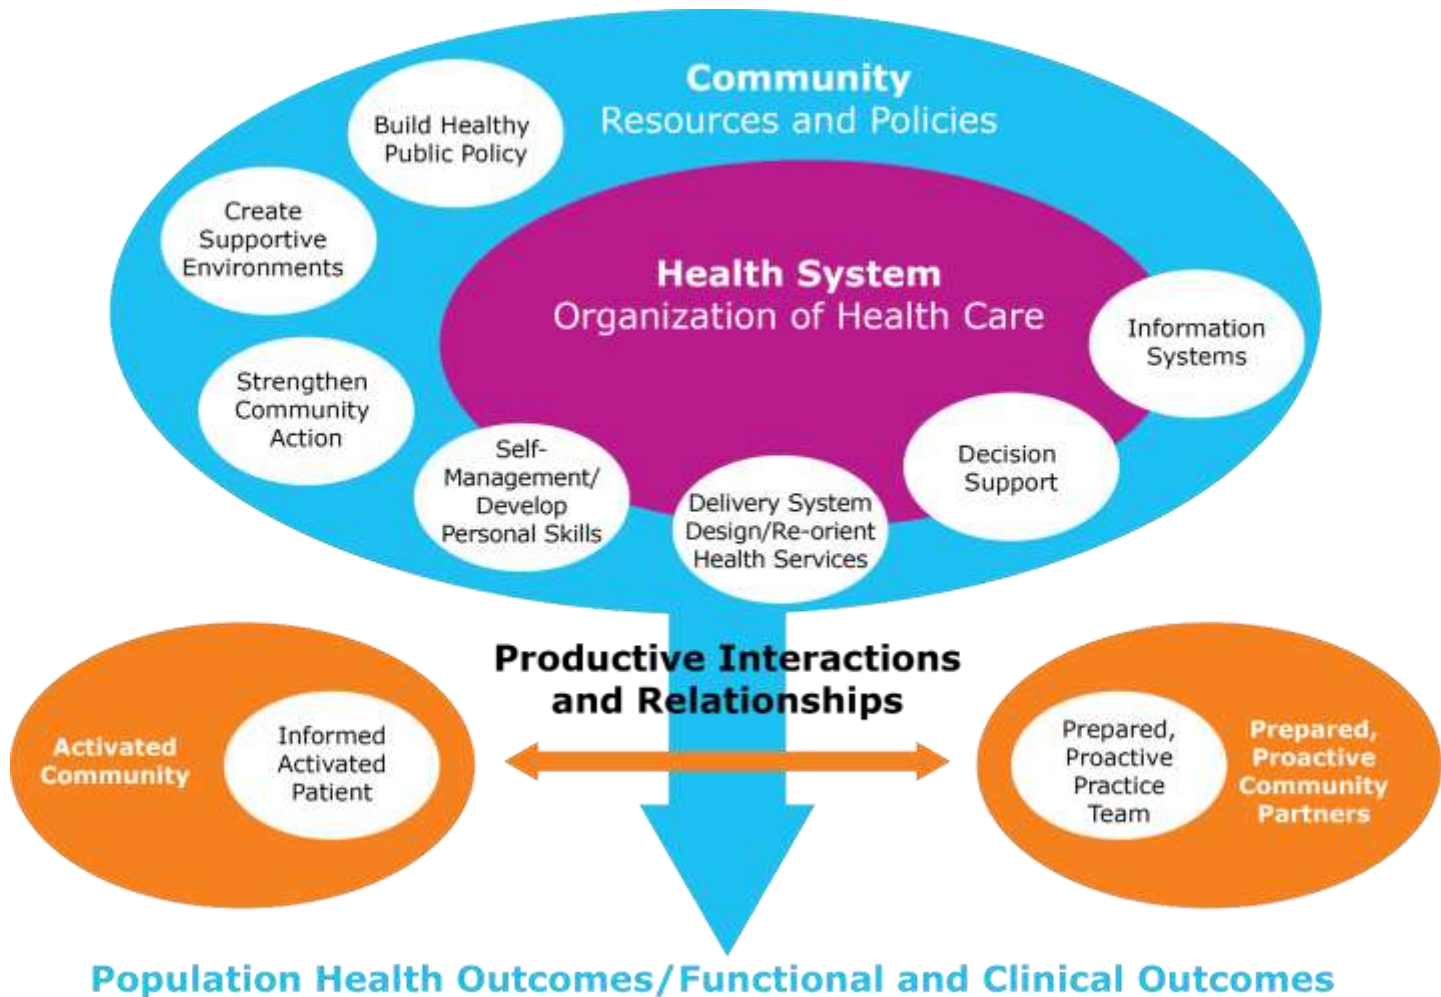 Community
Resources and Policies
Build Healthy
Public Policy
Create
Supportive
Environments
Health System
Organization of Health Care
Information
Systems
Strengthen
Community
Action
Self-
Management/
Develop
Personal Skills
Delivery System
Design/Re-orient
Health Services
Decision
Support
Productive Interactions
and Relationships
Activated
Community
Informed
Activated
Patient
Prepared,
Proactive
Practice
Team
Prepared,
Proactive
Community
Partners
Population Health Outcomes/Functional and Clinical Outcomes